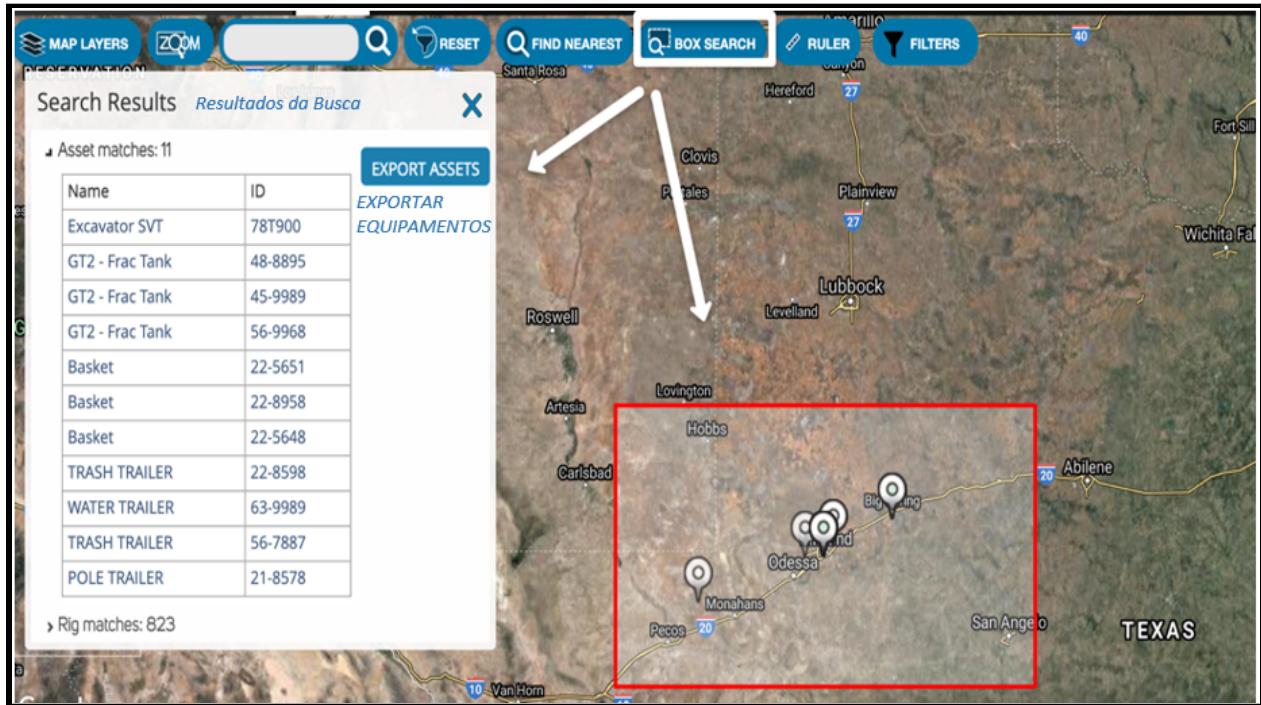 MAP LAYERS
ZOOM
RESET
FIND NEAREST
BOX SEARCH
RULER
FILTERS
Amarillo
40
RESERVATION
Santa Rosa
Canyon
Hereford
27
Fort Sill
Search Results
Resultados da Busca
X
Asset matches: 11
EXPORT ASSETS
EXPORTAR
EQUIPAMENTOS
Name ID
Excavator SVT 78T900
GT2 - Frac Tank 48-8895
GT2 - Frac Tank 45-9989
GT2 - Frac Tank 56-9968
Basket 22-5651
Basket 22-8958
Basket 22-5648
TRASH TRAILER 22-8598
WATER TRAILER 63-9989
TRASH TRAILER 56-7887
POLE TRAILER 21-8578
Rig matches: 823
Clovis
Plainview
27
Wichita Fal
Lubbock
Levelland
Roswell
Lovington
Artesia
Hobbs
Carlsbad
20
Abilene
Odessa
Monahans
Pecos
20
San Angelo
TEXAS
10
Van Horn